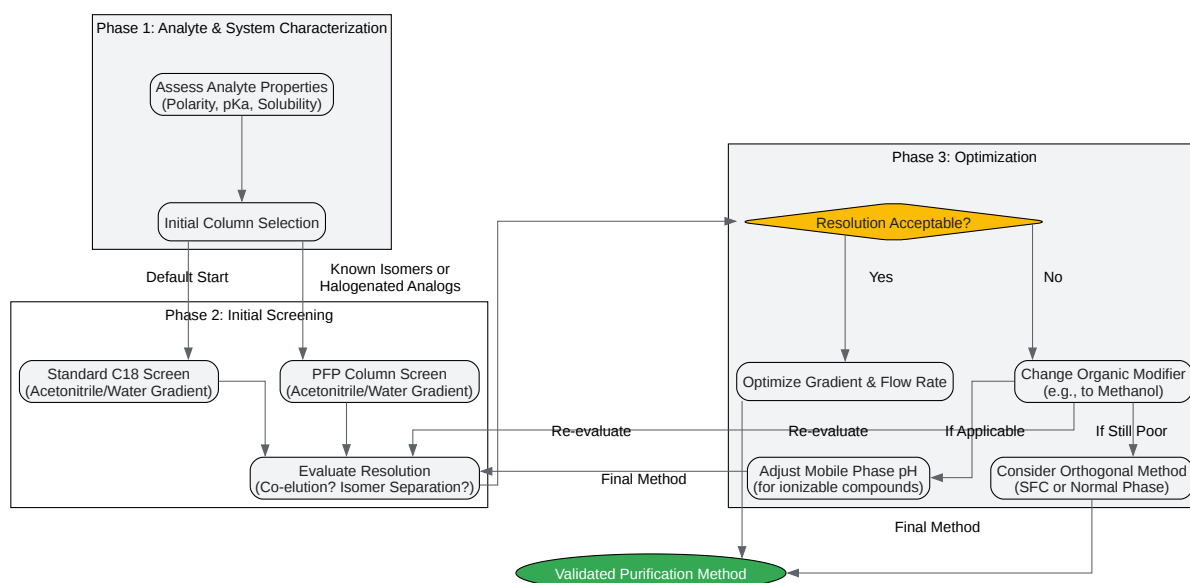 Phase 1: Analyte & System Characterization
Assess Analyte Properties
(Polarity, pKa, Solubility)
Initial Column Selection
Default Start
Known Isomers or
Halogenated Analogs
Phase 2: Initial Screening
Standard C18 Screen
(Acetonitrile/Water Gradient)
PFP Column Screen
(Acetonitrile/Water Gradient)
Evaluate Resolution
(Co-elution? Isomer Separation?)
Phase 3: Optimization
Resolution Acceptable?
Yes
No
Optimize Gradient & Flow Rate
Change Organic Modifier
(e.g., to Methanol)
Re-evaluate
Re-evaluate
If Applicable
If Still Poor
Adjust Mobile Phase pH
(for ionizable compounds)
Consider Orthogonal Method
(SFC or Normal Phase)
Final Method
Final Method
Validated Purification Method